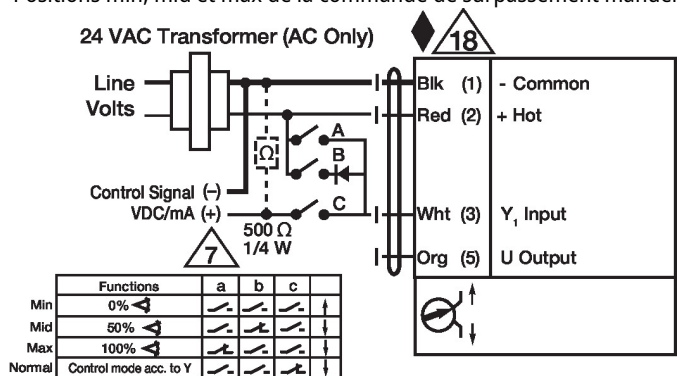 Positions min, mid et max de la commande de surpassement manuel
24 VAC Transformer (AC Only)
18
Line
Volts
Blk (1) - Common
Red (2) + Hot
A
Ω
B
Control Signal (–)
VDC/mA (+)
C
Wht (3) Y1 Input
500 Ω
1/4 W
7
Org (5) U Output
Functions a b c
Min 0%
Mid 50%
Max 100%
Normal Control mode acc. to Y